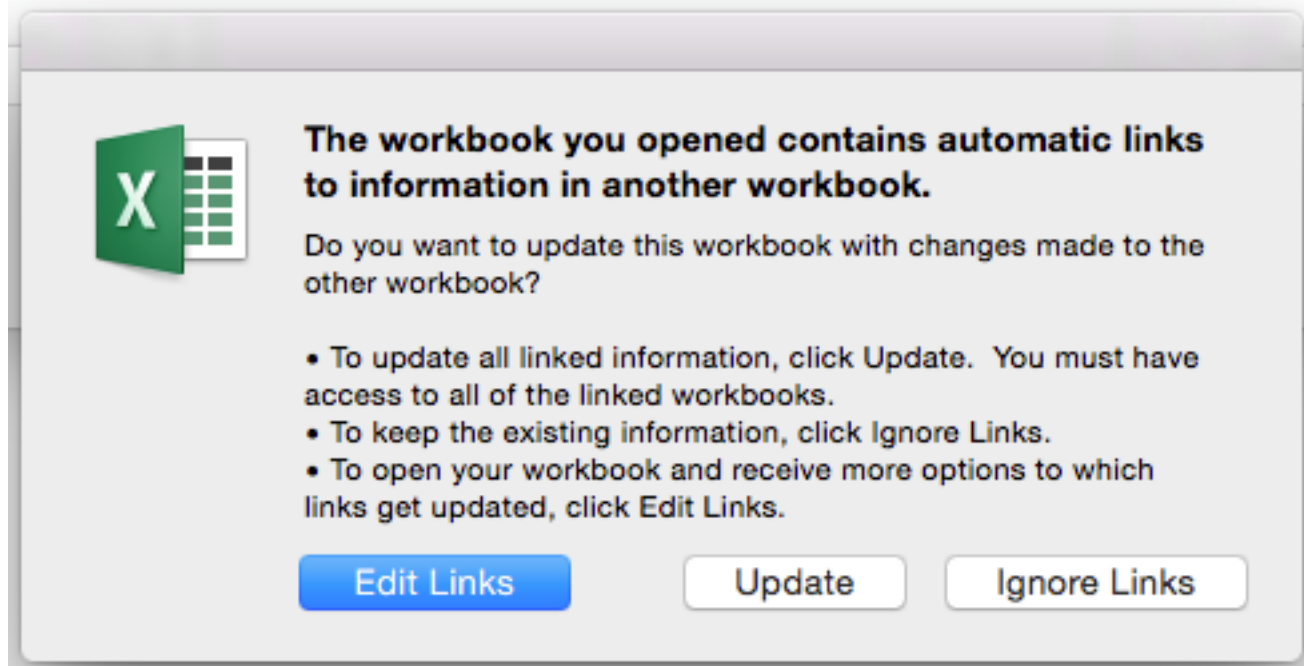 The workbook you opened contains automatic links
to information in another workbook.
Do you want to update this workbook with changes made to the
other workbook?
• To update all linked information, click Update.  You must have
access to all of the linked workbooks.
• To keep the existing information, click Ignore Links.
• To open your workbook and receive more options to which
links get updated, click Edit Links.
X
Edit Links
Update
Ignore Links